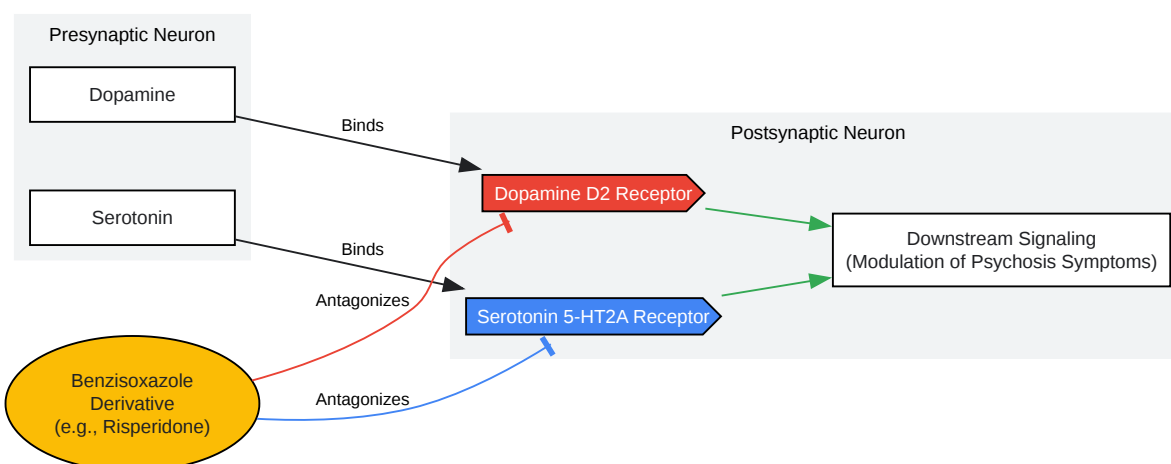 Presynaptic Neuron
Dopamine
Serotonin
Binds
Binds
Antagonizes
Antagonizes
Postsynaptic Neuron
Dopamine D2 Receptor
Serotonin 5-HT2A Receptor
Downstream Signaling
(Modulation of Psychosis Symptoms)
Benzisoxazole
Derivative
(e.g., Risperidone)